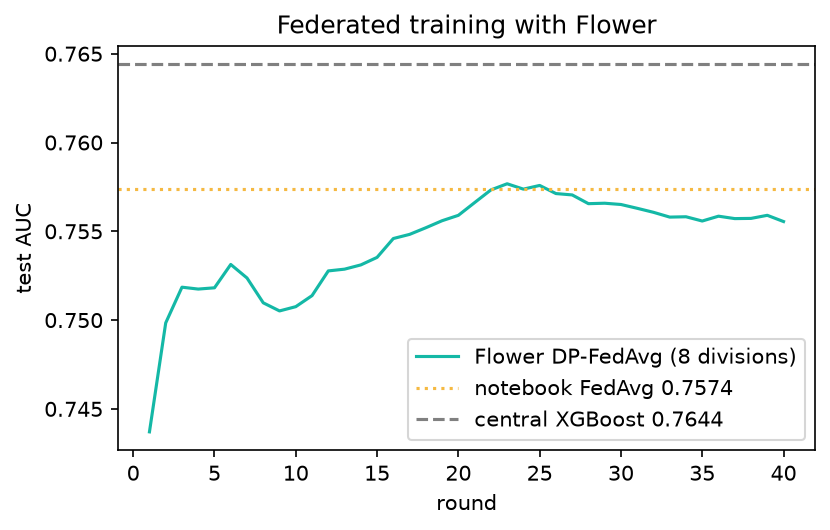 Federated training with Flower
0.765
0.760
0.755
0.750
0.745
test AUC
Flower DP-FedAvg (8 divisions)
notebook FedAvg 0.7574
central XGBoost 0.7644
0 5 10 15 20 25 30 35 40
round